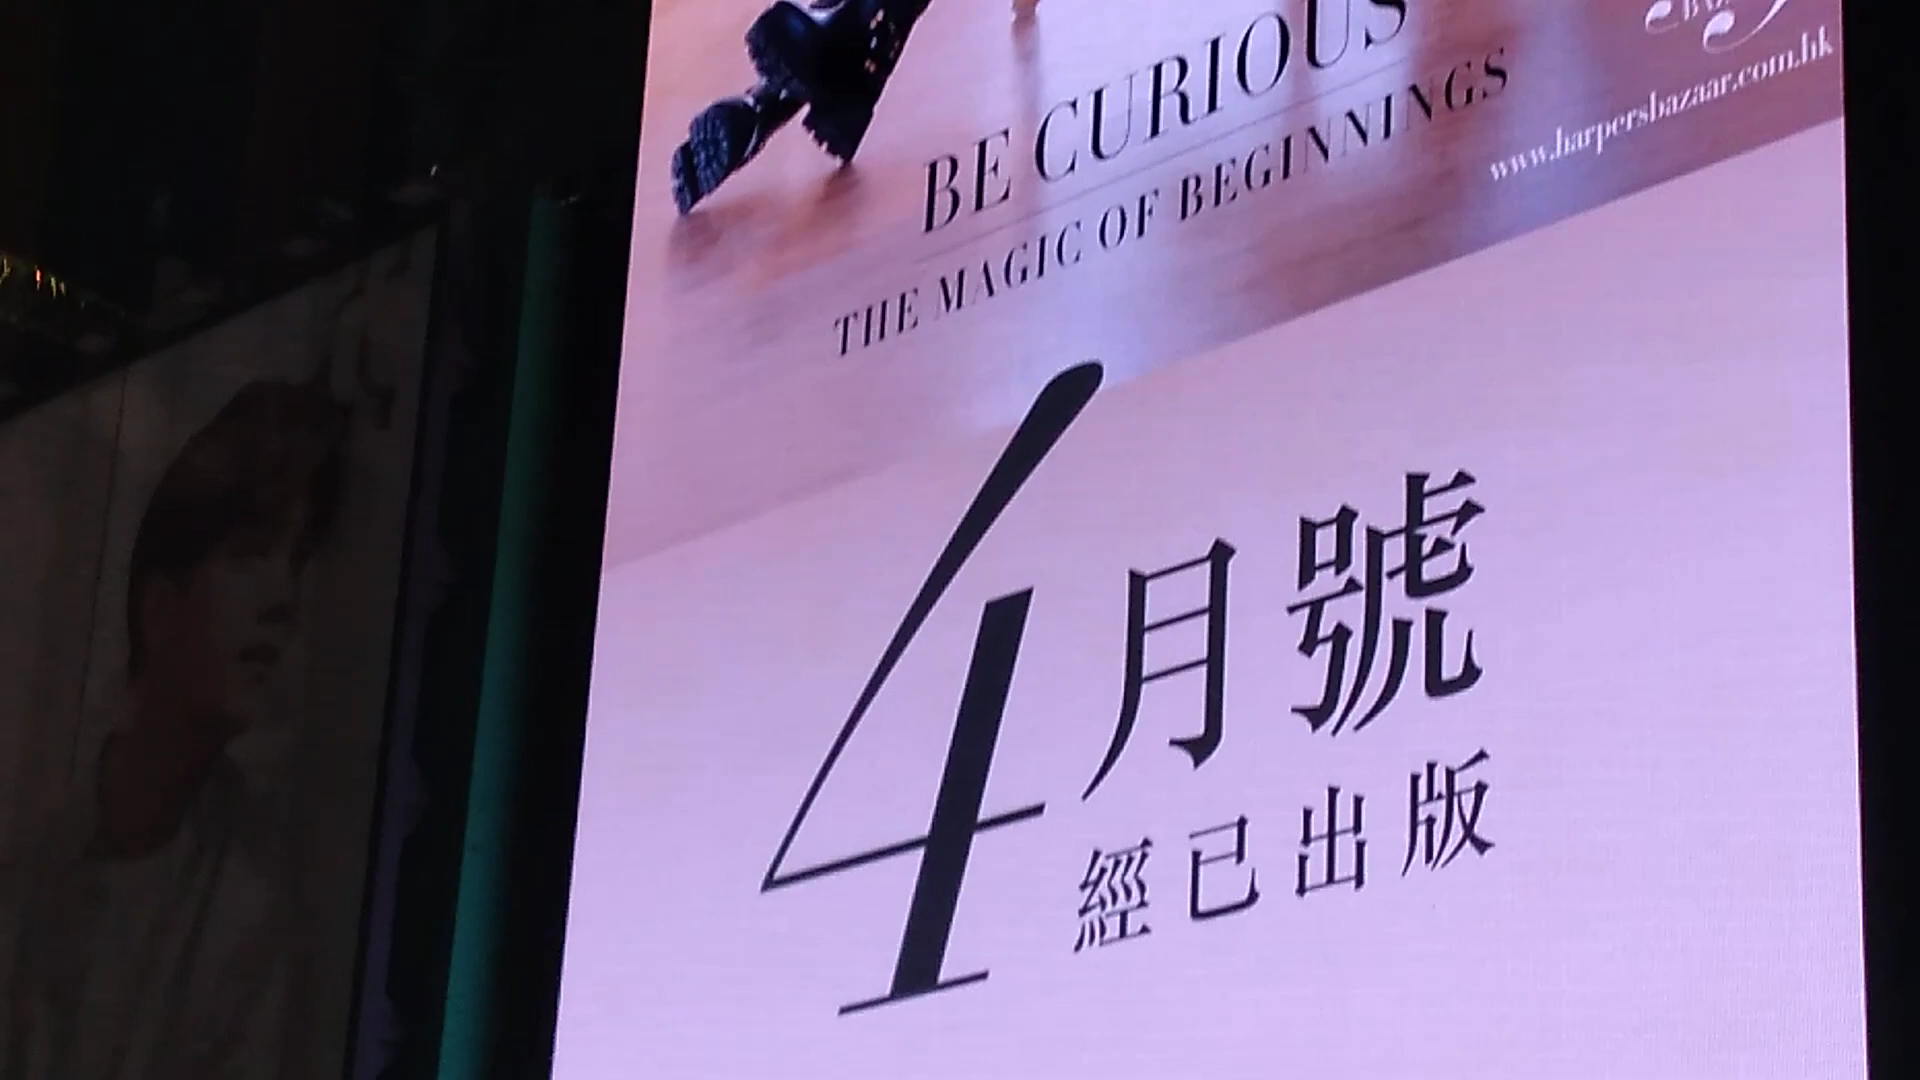 BE CURIOUS
THE MAGIC OF BEGINNINGS
www.harpersbazaar.com.hk
4月號
經已出版